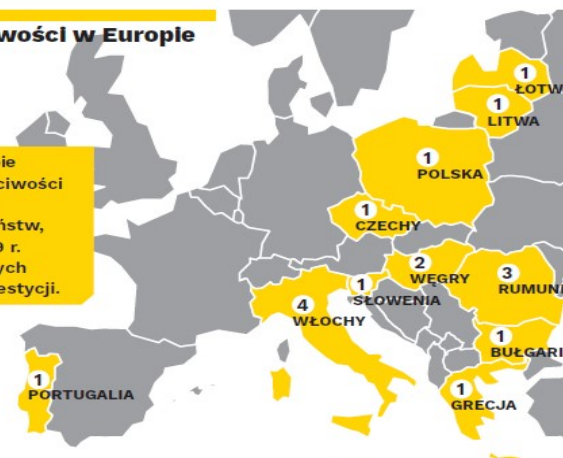 wości w Europie
1
ŁOTW
1
LITWA
ie
ciwości
ństw,
9 r.
ych
estycji.
1
POLSKA
1
CZECHY
2
WĘGRY
3
RUMUN
1
SŁOWENIA
4
WŁOCHY
1
BUŁGARI
1
PORTUGALIA
1
GRECJA